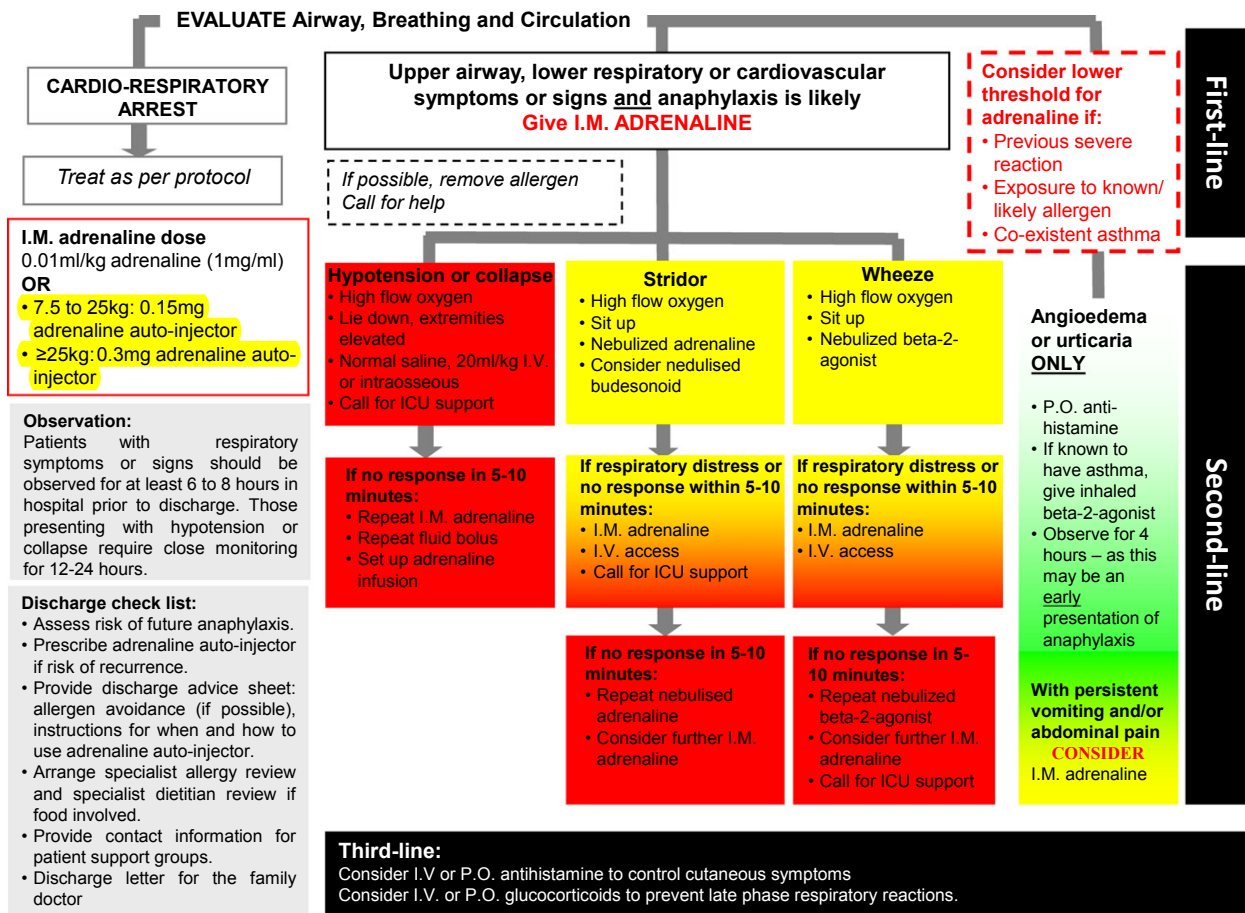 EVALUATE Airway, Breathing and Circulation
CARDIO-RESPIRATORY
ARREST
Treat as per protocol
I.M. adrenaline dose
0.01ml/kg adrenaline (1mg/ml)
OR
• 7.5 to 25kg: 0.15mg
adrenaline auto-injector
• ≥25kg: 0.3mg adrenaline auto-
injector
Observation:
Patients with respiratory
symptoms or signs should be
observed for at least 6 to 8 hours in
hospital prior to discharge. Those
presenting with hypotension or
collapse require close monitoring
for 12-24 hours.
Discharge check list:
• Assess risk of future anaphylaxis.
• Prescribe adrenaline auto-injector
if risk of recurrence.
• Provide discharge advice sheet:
allergen avoidance (if possible),
instructions for when and how to
use adrenaline auto-injector.
• Arrange specialist allergy review
and specialist dietitian review if
food involved.
• Provide contact information for
patient support groups.
• Discharge letter for the family
doctor
Upper airway, lower respiratory or cardiovascular
symptoms or signs and anaphylaxis is likely
Give I.M. ADRENALINE
If possible, remove allergen
Call for help
Hypotension or collapse
• High flow oxygen
• Lie down, extremities
elevated
• Normal saline, 20ml/kg I.V.
or intraosseous
• Call for ICU support
If no response in 5-10
minutes:
• Repeat I.M. adrenaline
• Repeat fluid bolus
• Set up adrenaline
infusion
Stridor
• High flow oxygen
• Sit up
• Nebulized adrenaline
• Consider nedulised
budesonoid
If respiratory distress or
no response within 5-10
minutes:
• I.M. adrenaline
• I.V. access
• Call for ICU support
If no response in 5-10
minutes:
• Repeat nebulised
adrenaline
• Consider further I.M.
adrenaline
Wheeze
• High flow oxygen
• Sit up
• Nebulized beta-2-
agonist
If respiratory distress or
no response within 5-10
minutes:
• I.M. adrenaline
• I.V. access
If no response in 5-
10 minutes:
• Repeat nebulized
beta-2-agonist
• Consider further I.M.
adrenaline
• Call for ICU support
Consider lower
threshold for
adrenaline if:
• Previous severe
reaction
• Exposure to known/
likely allergen
• Co-existent asthma
Angioedema
or urticaria
ONLY
• P.O. anti-
histamine
• If known to
have asthma,
give inhaled
beta-2-agonist
• Observe for 4
hours – as this
may be an
early
presentation of
anaphylaxis
With persistent
vomiting and/or
abdominal pain
CONSIDER
I.M. adrenaline
First-line
Second-line
Third-line:
Consider I.V or P.O. antihistamine to control cutaneous symptoms
Consider I.V. or P.O. glucocorticoids to prevent late phase respiratory reactions.